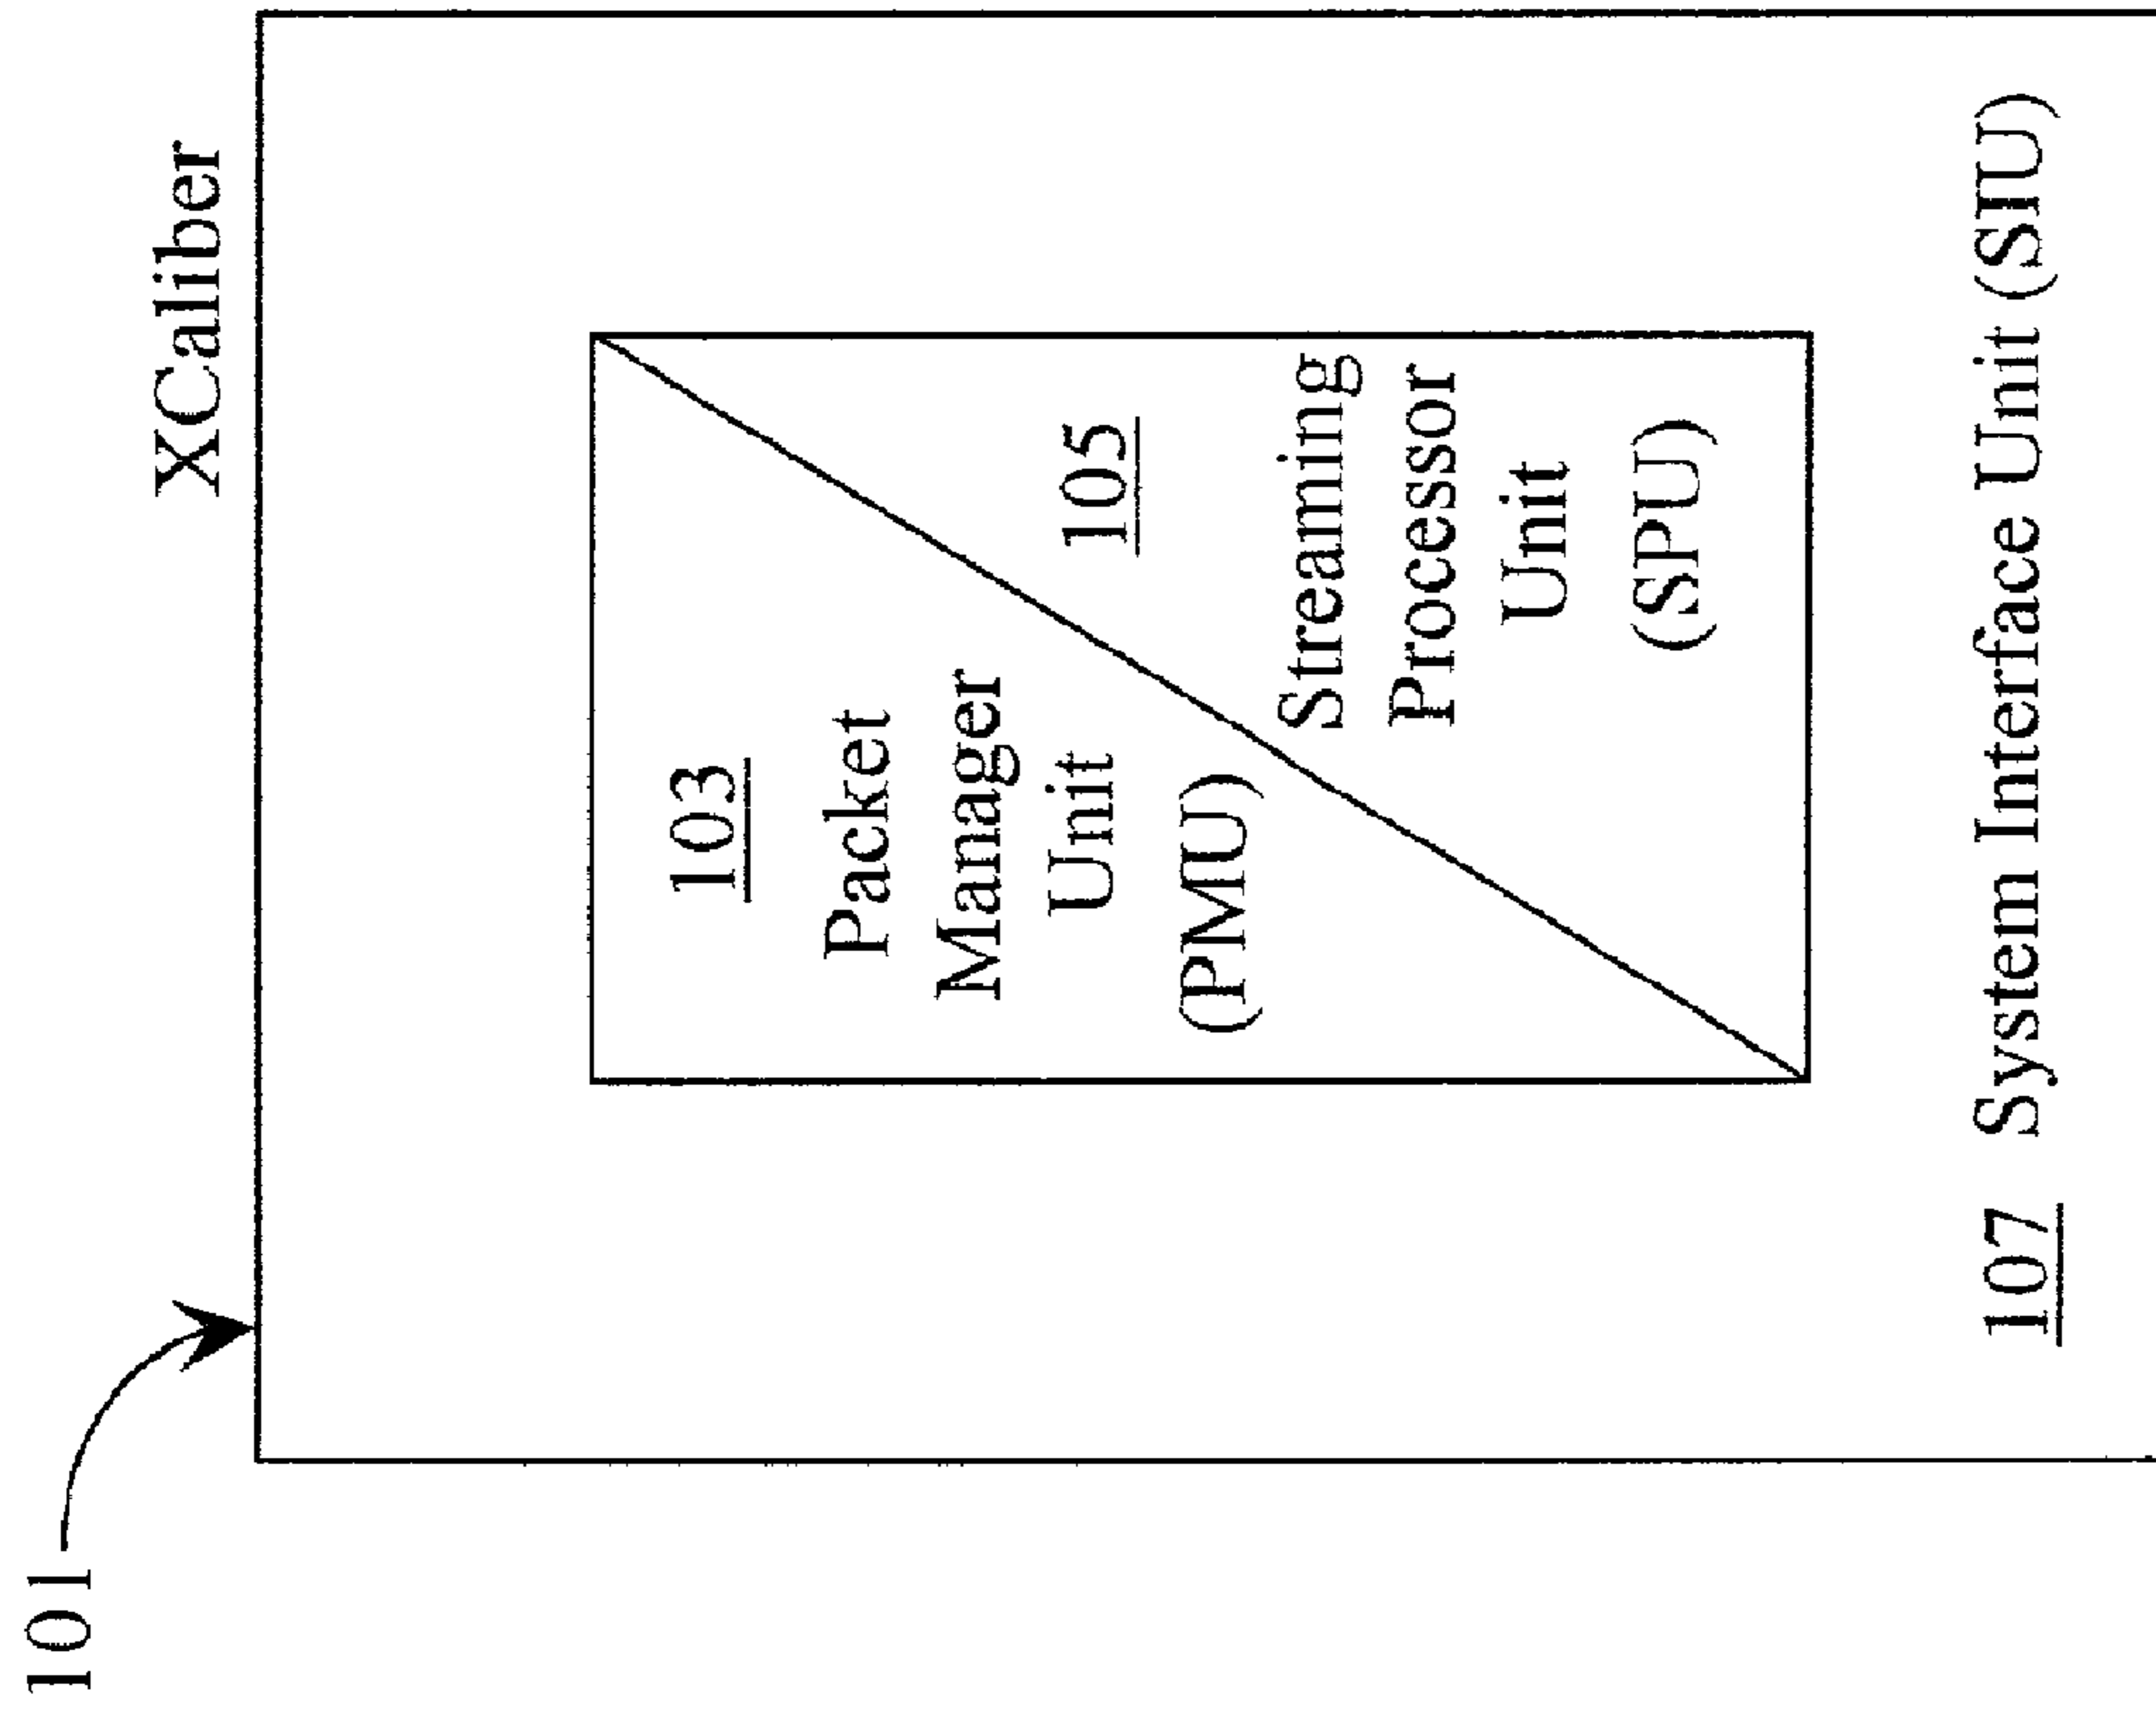 101
XCaliber
103
Packet
Manager
Unit
(PMU)
105
Streaming
Processor
Unit
(SPU)
107 System Interface Unit (SIU)